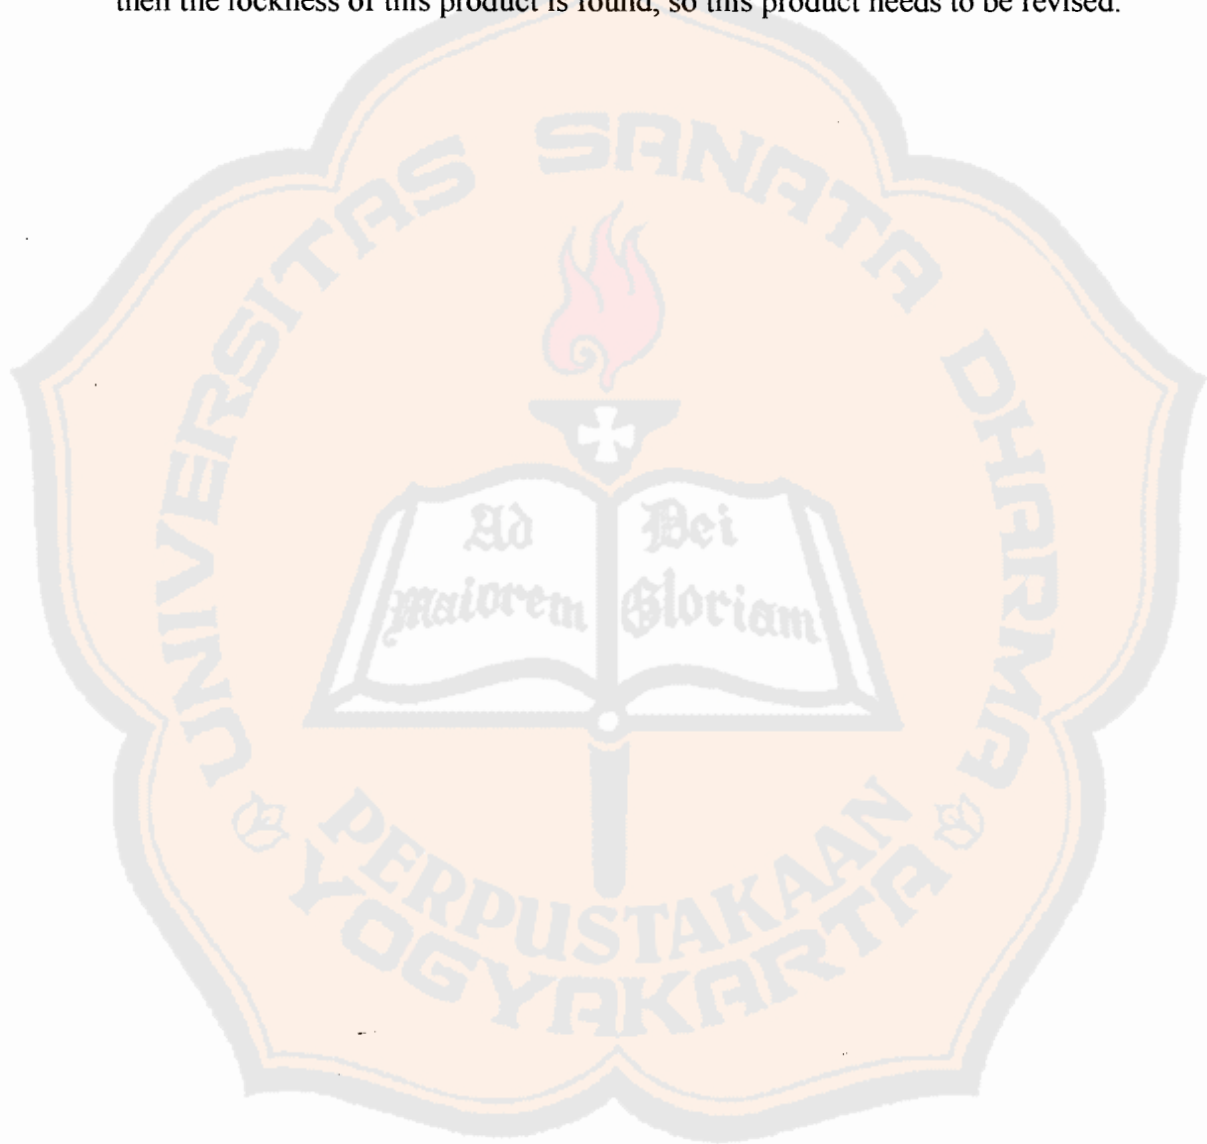 then the lockness of this product is found, so this product needs to be revised.
UNIVERSITAS SANATA DHARMA
Ad Dei
maiorem Gloriam
PERPUSTAKAAN
YOGYAKARTA